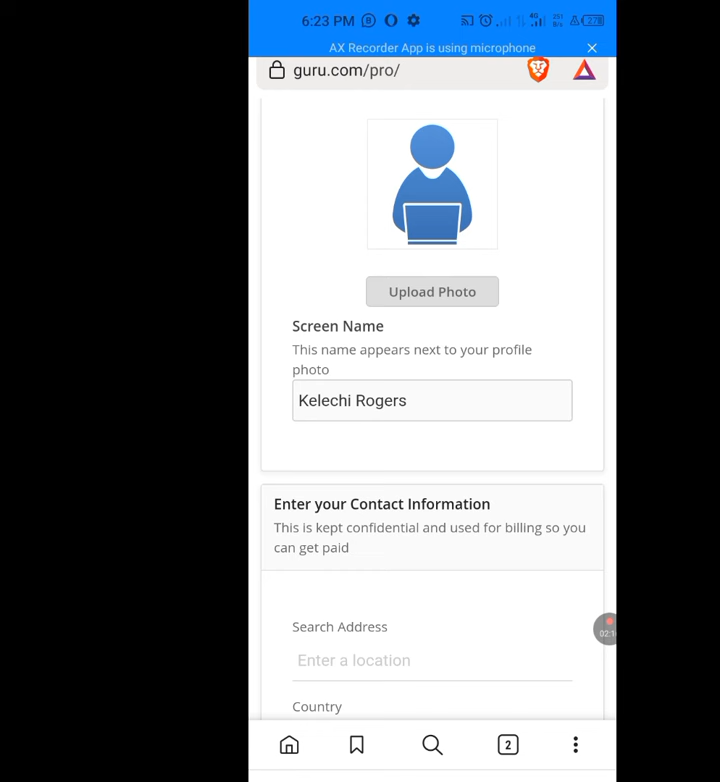 6:23 PM
AX Recorder App is using microphone
guru.com/pro/
Upload Photo
Screen Name
This name appears next to your profile
photo
Kelechi Rogers
Enter your Contact Information
This is kept confidential and used for billing so you
can get paid
Search Address
Enter a location
Country
2